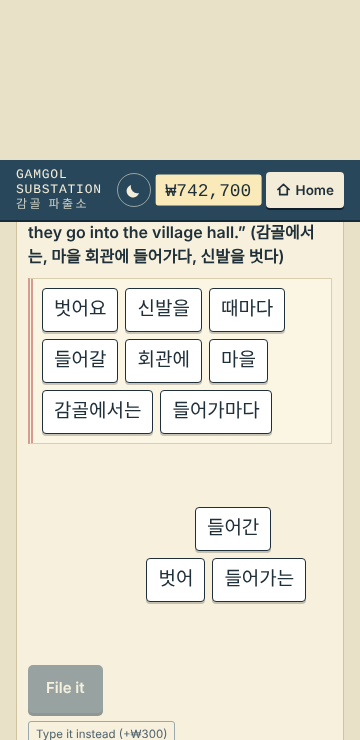 GAMGOL
SUBSTATION
감골 파출소
₩742,700
Home
they go into the village hall.” (감골에서
는, 마을 회관에 들어가다, 신발을 벗다)
벗어요 신발을 때마다
들어갈 회관에 마을
감골에서는 들어가마다
들어간
벗어 들어가는
File it
Type it instead (+₩300)